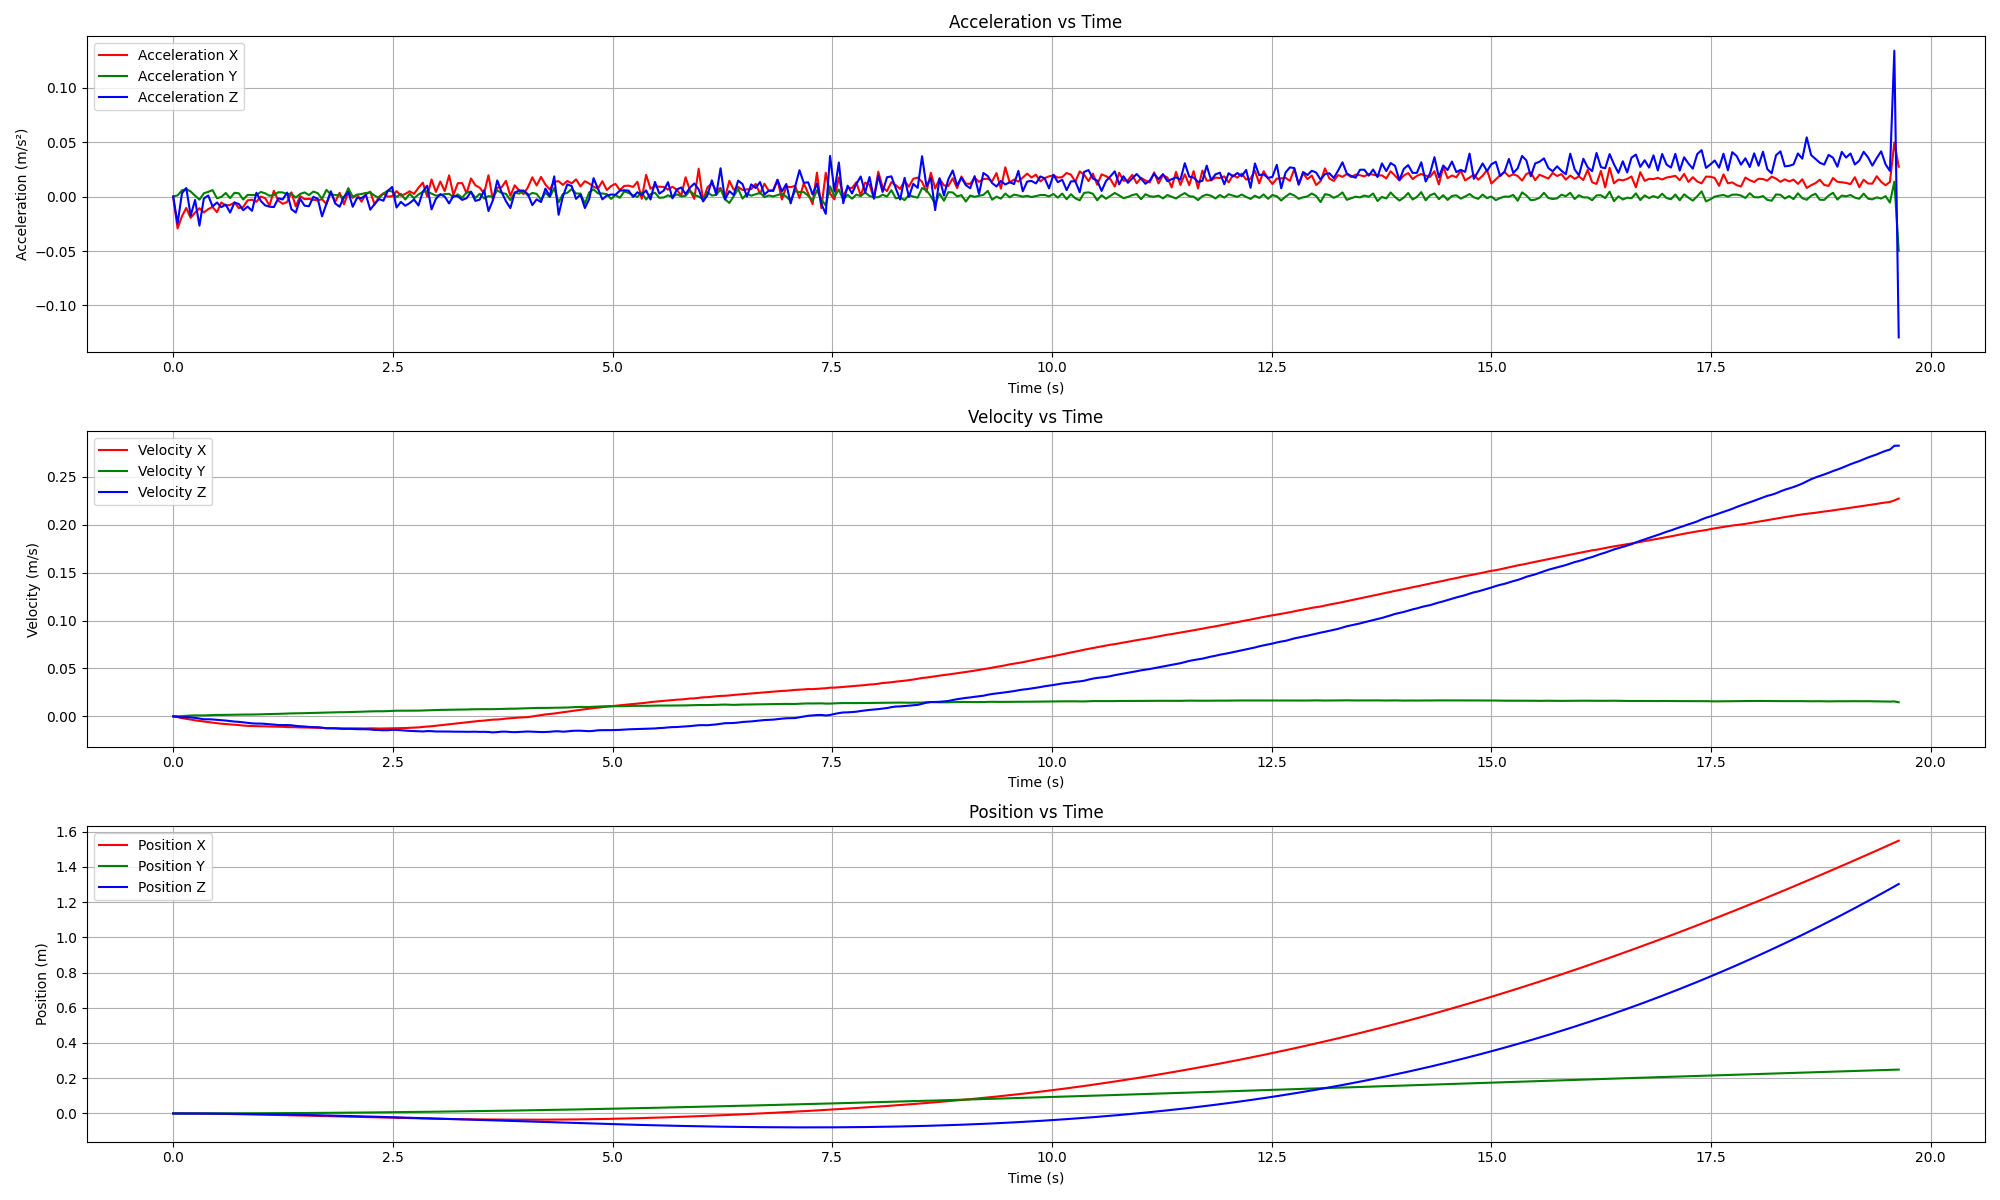 Acceleration vs Time
Acceleration X
Acceleration Y
Acceleration Z
Acceleration (m/s²)
0.10
0.05
0.00
−0.05
−0.10
0.0 2.5 5.0 7.5 10.0 12.5 15.0 17.5 20.0
Time (s)
Velocity vs Time
Velocity X
Velocity Y
Velocity Z
Velocity (m/s)
0.25
0.20
0.15
0.10
0.05
0.00
0.0 2.5 5.0 7.5 10.0 12.5 15.0 17.5 20.0
Time (s)
Position vs Time
Position X
Position Y
Position Z
Position (m)
1.6
1.4
1.2
1.0
0.8
0.6
0.4
0.2
0.0
0.0 2.5 5.0 7.5 10.0 12.5 15.0 17.5 20.0
Time (s)